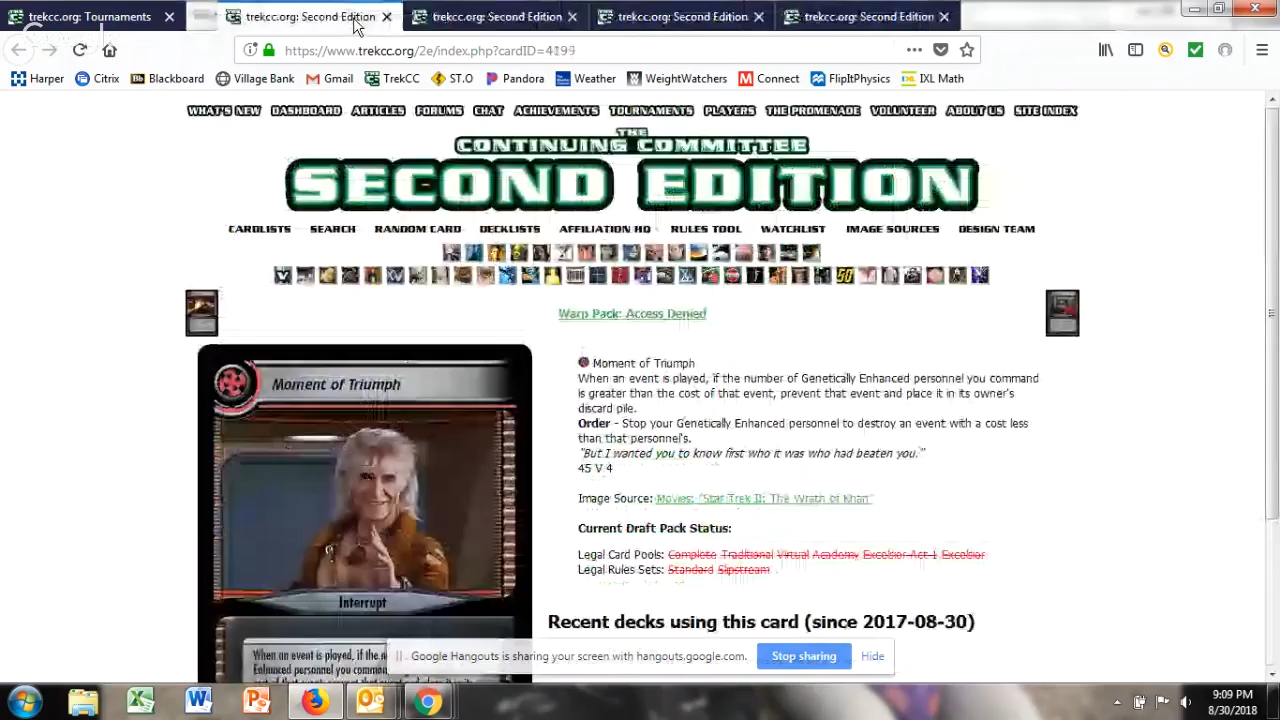 trekcc.org: Tournaments
trekcc.org: Second Edition
trekcc.org: Second Edition
trekcc.org: Second Edition
trekcc.org: Second Edition
https://www.trekcc.org/2e/index.php?cardID=4199
Harper
Citrix
Blackboard
Village Bank
Gmail
TrekCC
ST.O
Pandora
Weather
WeightWatchers
Connect
FlipItPhysics
IXL Math
WHAT'S NEW DASHBOARD ARTICLES FORUMS CHAT ACHIEVEMENTS TOURNAMENTS PLAYERS THE PROMENADE VOLUNTEER ABOUT US SITE INDEX
THE
CONTINUING COMMITTEE
SECOND EDITION
CARDLISTS SEARCH RANDOM CARD DECKLISTS AFFILIATION HQ RULES TOOL WATCHLIST IMAGE SOURCES DESIGN TEAM
50
Warp Pack: Access Denied
Moment of Triumph
Moment of Triumph
When an event is played, if the number of Genetically Enhanced personnel you command
is greater than the cost of that event, prevent that event and place it in its owner's
discard pile.
Order - Stop your Genetically Enhanced personnel to destroy an event with a cost less
than that personnel's.
"But I wanted you to know first who it was who had beaten you."
45 V 4
Image Source: Movies: "Star Trek II: The Wrath of Khan"
Current Draft Pack Status:
Legal Card Pools: Complete Traditional Virtual Academy Excelsior Act 1 Excelsior
Legal Rules Sets: Standard Slipstream
Interrupt
Recent decks using this card (since 2017-08-30)
When an event is played, if the
Enhanced personnel you
Google Hangouts is sharing your screen with hangouts.google.com.
Stop sharing
Hide
9:09 PM
8/30/2018